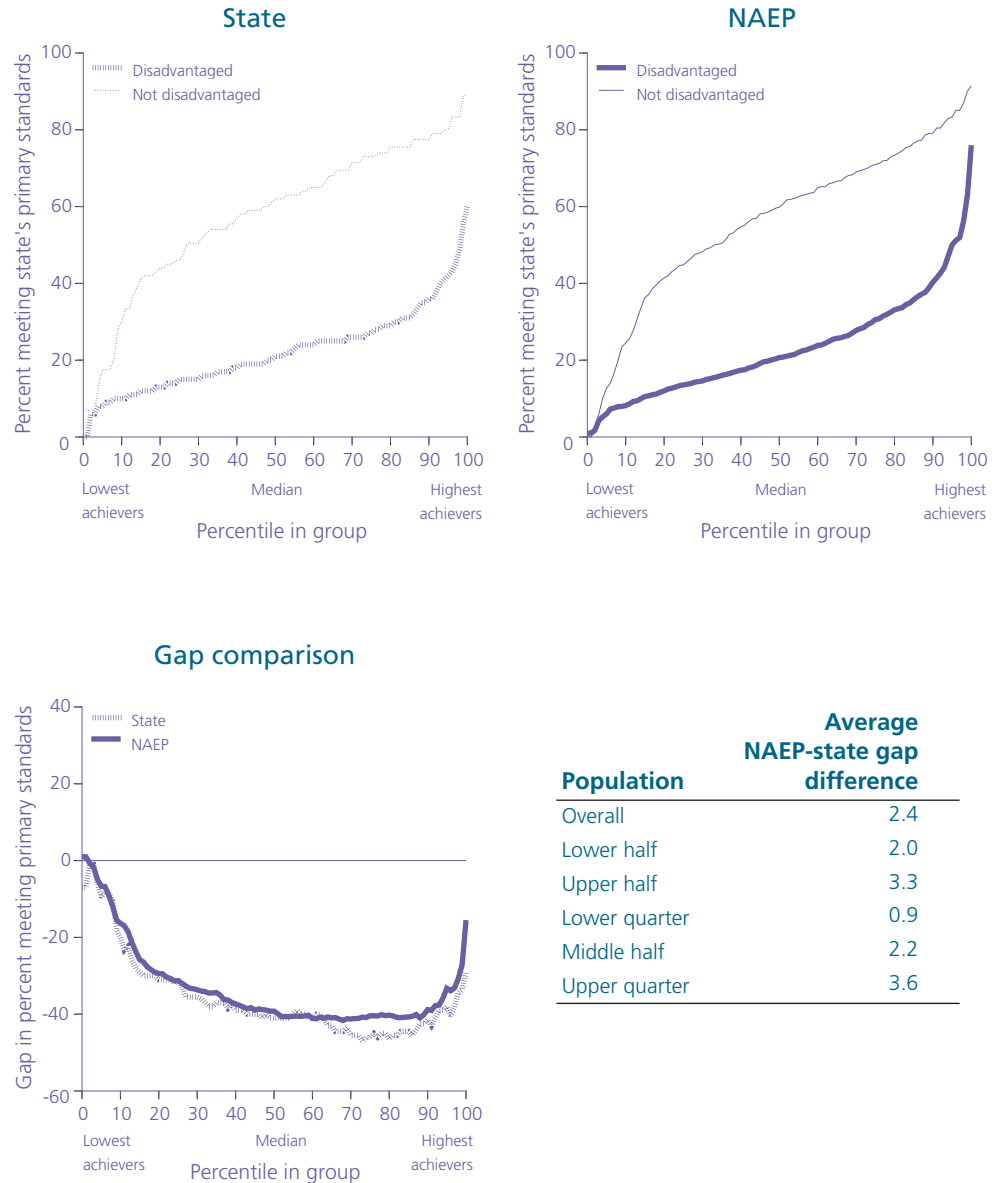 State
Percent meeting state's primary standards
100
80
60
40
20
0
Disadvantaged
Not disadvantaged
0 10 20 30 40 50 60 70 80 90 100
Lowest achievers
Median
Highest achievers
Percentile in group
NAEP
Percent meeting state's primary standards
100
80
60
40
20
0
Disadvantaged
Not disadvantaged
0 10 20 30 40 50 60 70 80 90 100
Lowest achievers
Median
Highest achievers
Percentile in group
Gap comparison
Gap in percent meeting primary standards
40
20
0
-20
-40
-60
State
NAEP
0 10 20 30 40 50 60 70 80 90 100
Lowest achievers
Median
Highest achievers
Percentile in group
Average
NAEP-state gap
Population difference
Overall 2.4
Lower half 2.0
Upper half 3.3
Lower quarter 0.9
Middle half 2.2
Upper quarter 3.6